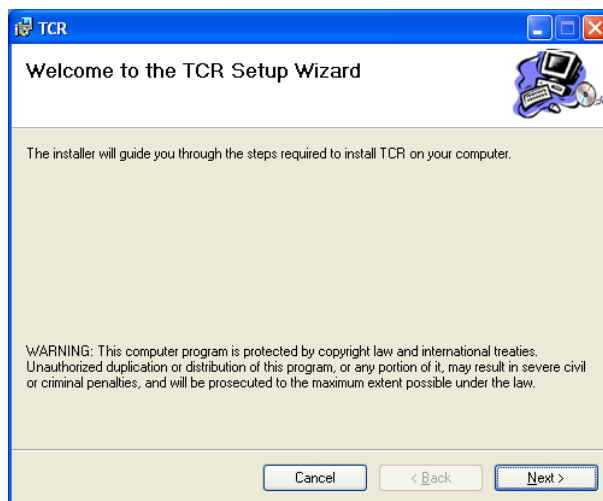 TCR
Welcome to the TCR Setup Wizard
The installer will guide you through the steps required to install TCR on your computer.
WARNING: This computer program is protected by copyright law and international treaties.
Unauthorized duplication or distribution of this program, or any portion of it, may result in severe civil
or criminal penalties, and will be prosecuted to the maximum extent possible under the law.
Cancel
< Back
Next >